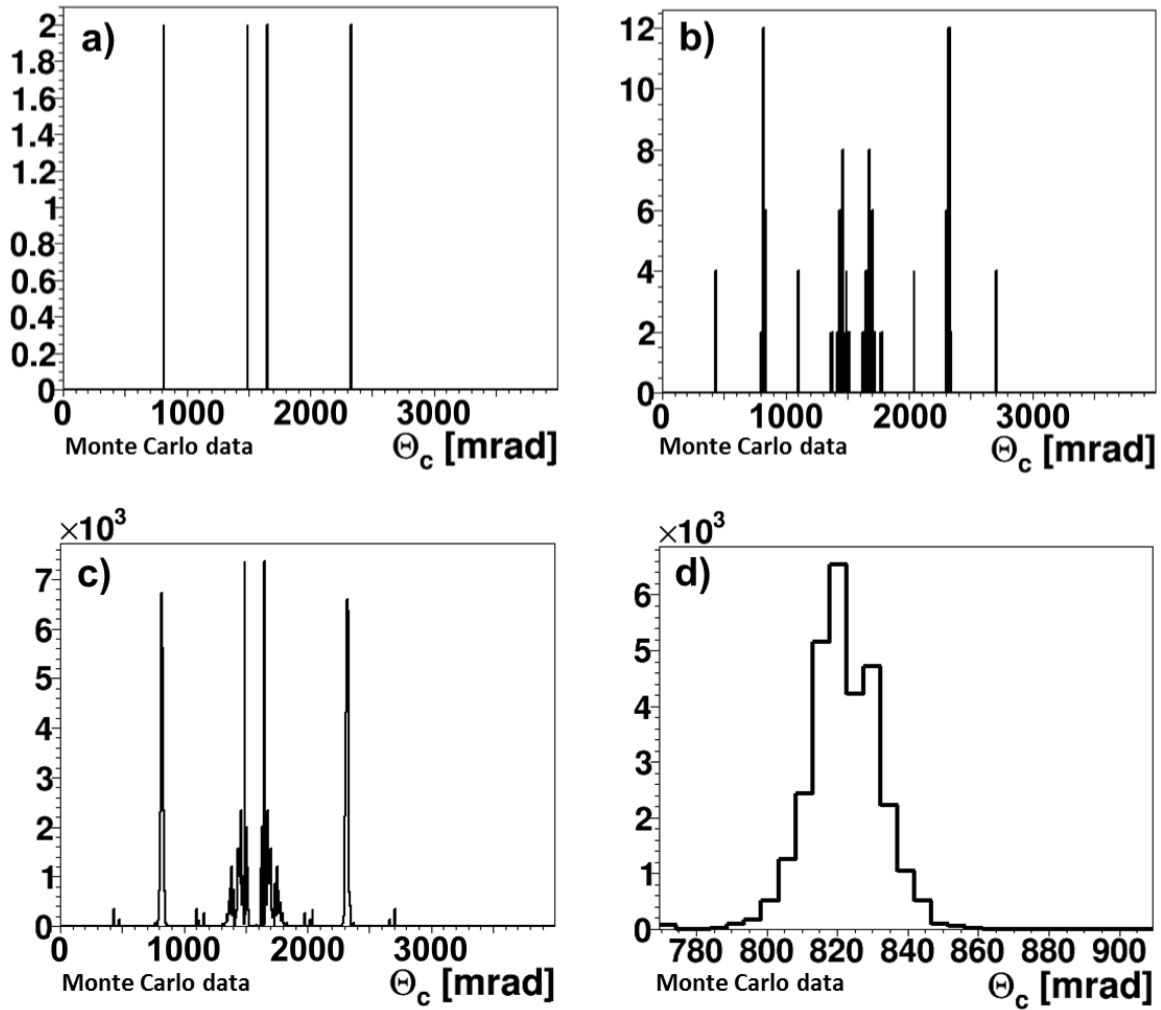 a)
2
1.8
1.6
1.4
1.2
1
0.8
0.6
0.4
0.2
0
0 1000 2000 3000
Monte Carlo data Θc [mrad]
b)
12
10
8
6
4
2
0
0 1000 2000 3000
Monte Carlo data Θc [mrad]
×10³
c)
7
6
5
4
3
2
1
0
0 1000 2000 3000
Monte Carlo data Θc [mrad]
×10³
d)
6
5
4
3
2
1
0
780 800 820 840 860 880 900
Monte Carlo data Θc [mrad]